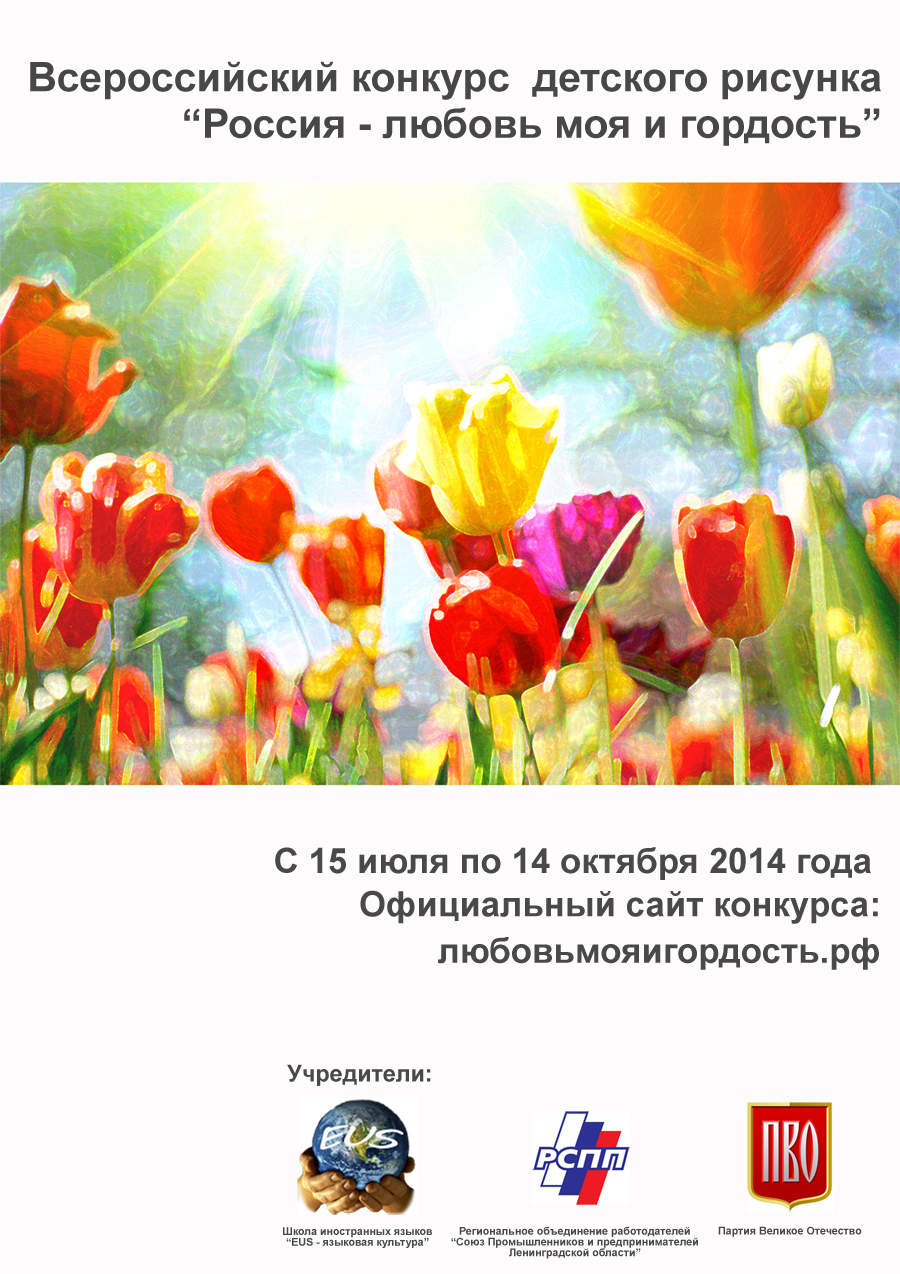 Всероссийский конкурс детского рисунка
“Россия - любовь моя и гордость”
С 15 июля по 14 октября 2014 года
Официальный сайт конкурса:
любовьмояигордость.рф
Учредители:
EUS
РСПП
ПВО
Школа иностранных языков
“EUS - языковая культура”
Региональное объединение работодателей
“Союз Промышленников и предпринимателей
Ленинградской области”
Партия Великое Отечество